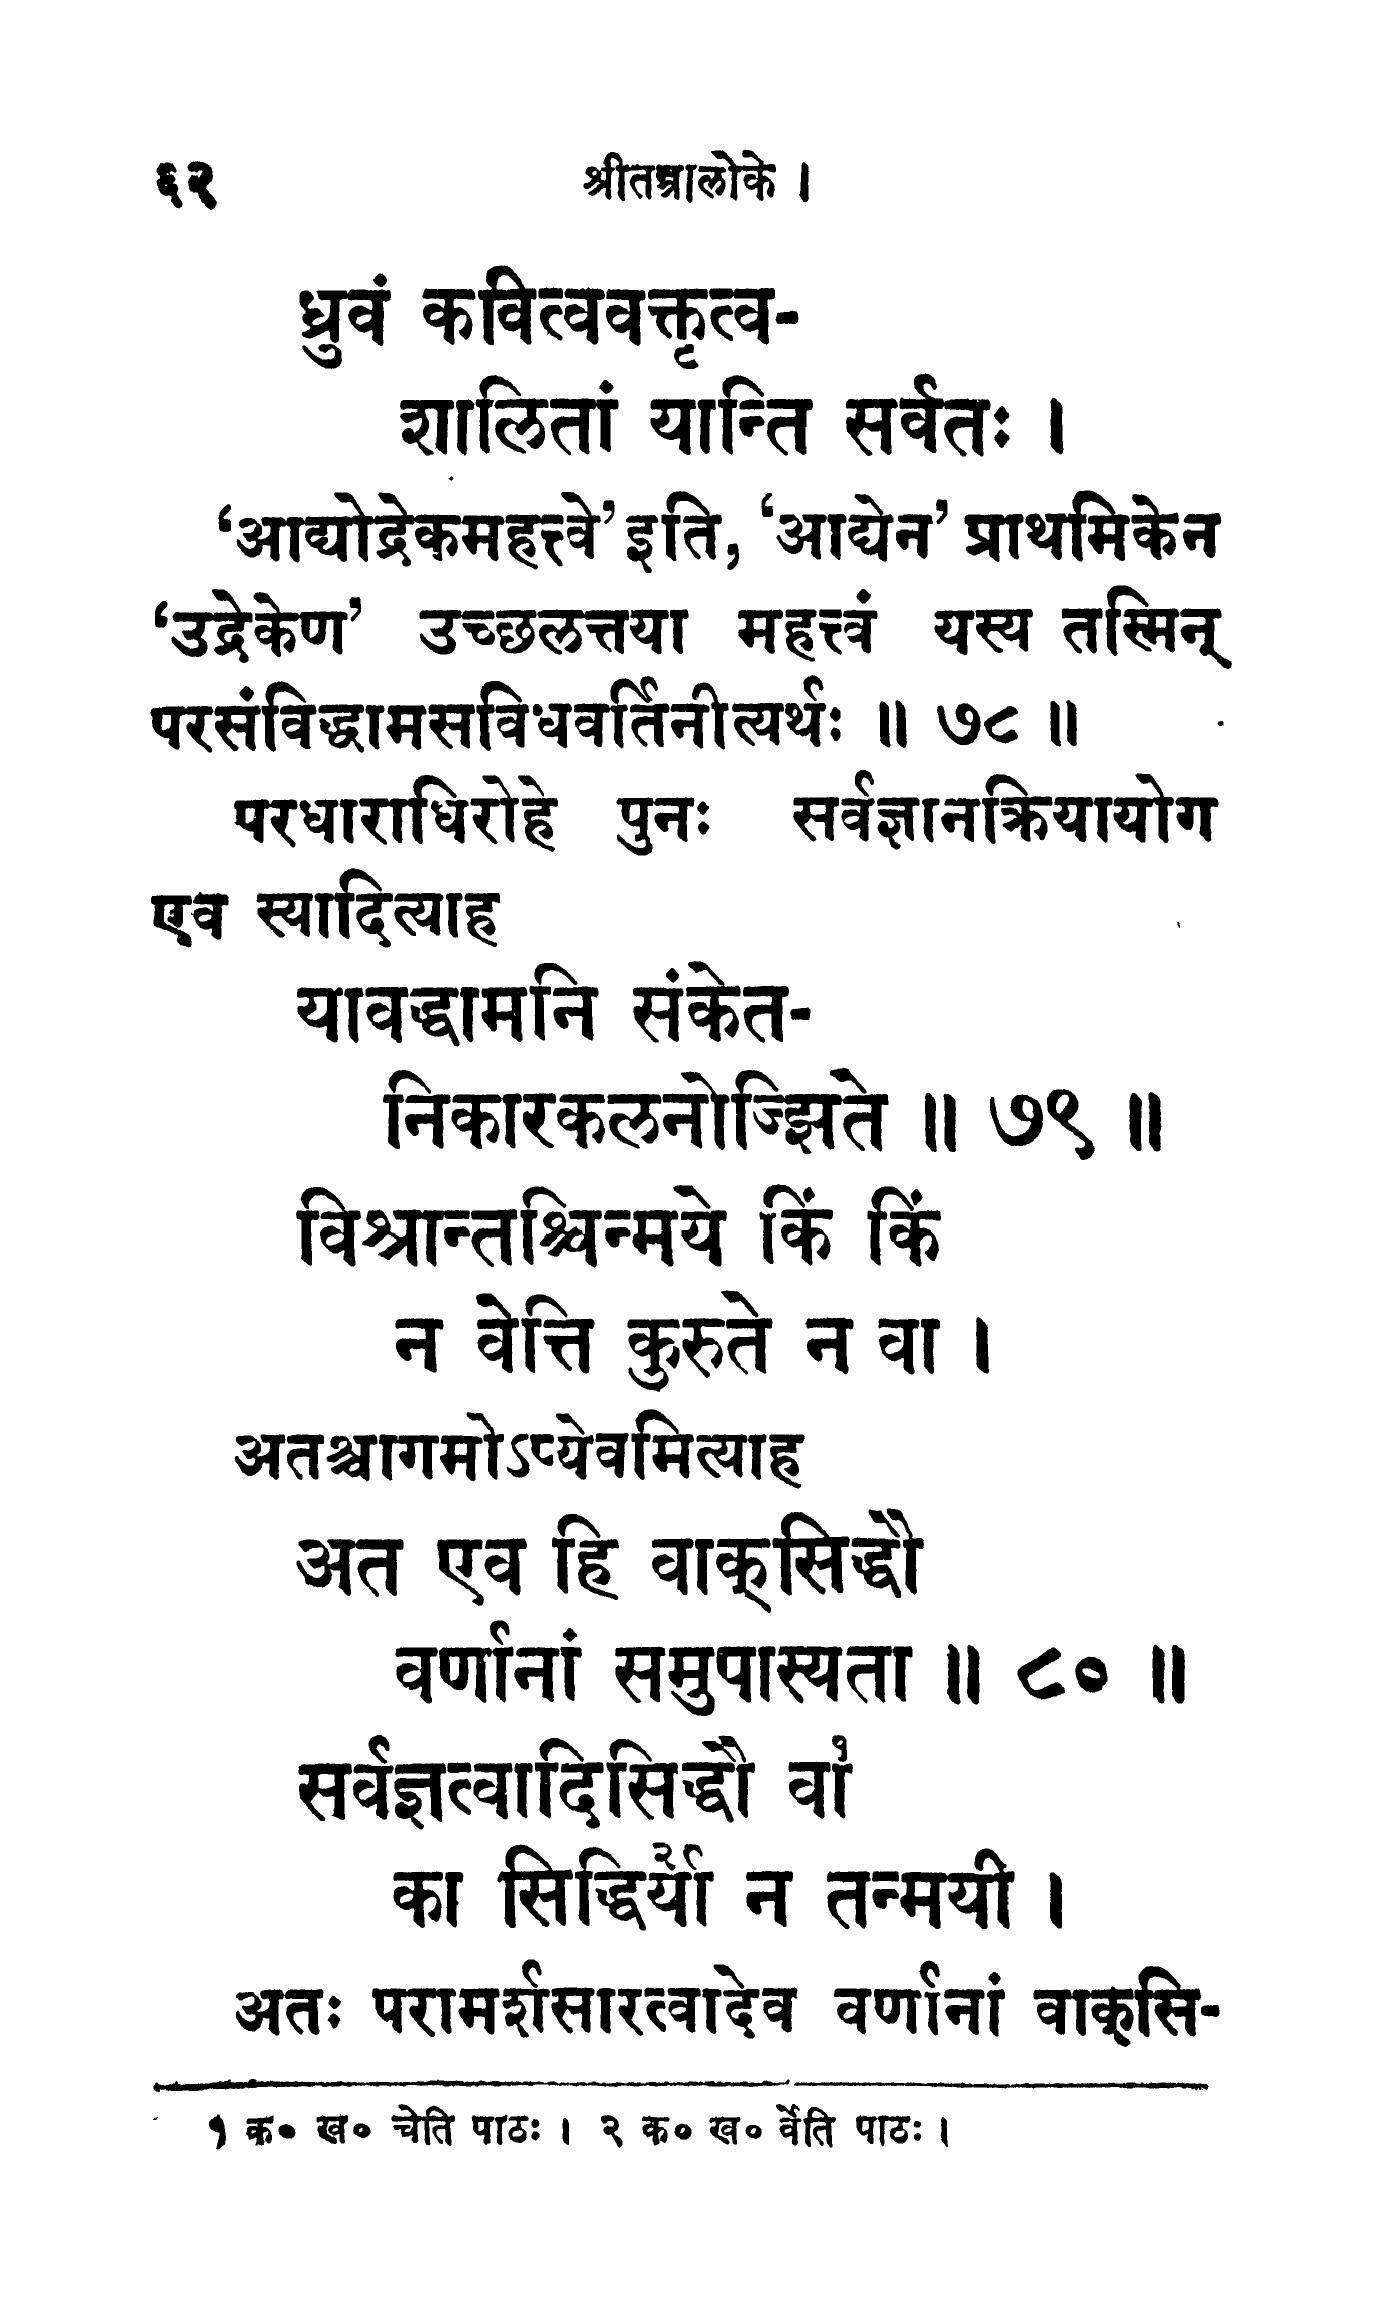 ६२ श्रीतन्त्रालोके ।
ध्रुवं कवित्ववक्तृत्व-
शालितां यान्ति सर्वतः ।
‘आद्योद्रेकमहत्त्वे’ इति, ‘आद्येन’ प्राथमिकेन
‘उद्रेकेण’ उच्छलत्तया महत्त्वं यस्य तस्मिन्
परसंविद्धामसविधवर्तिनीत्यर्थः ॥ ७८ ॥
परधाराधिरोहे पुनः सर्वज्ञानक्रियायोग
एव स्यादित्याह
यावद्धामनि संकेत-
निकारकलनोज्झिते ॥ ७९ ॥
विश्रान्तश्चिन्मये किं किं
न वेत्ति कुरुते न वा ।
अतश्चागमोऽप्येवमित्याह
अत एव हि वाक्सिद्धौ
वर्णानां समुपास्यता ॥ ८० ॥
सर्वज्ञत्वादिसिद्धौ वा१
का सिद्धिर्या२ न तन्मयी ।
अतः परामर्शसारत्वादेव वर्णानां वाक्सि-
१ क० ख० चेति पाठः । २ क० ख० र्वेति पाठः ।